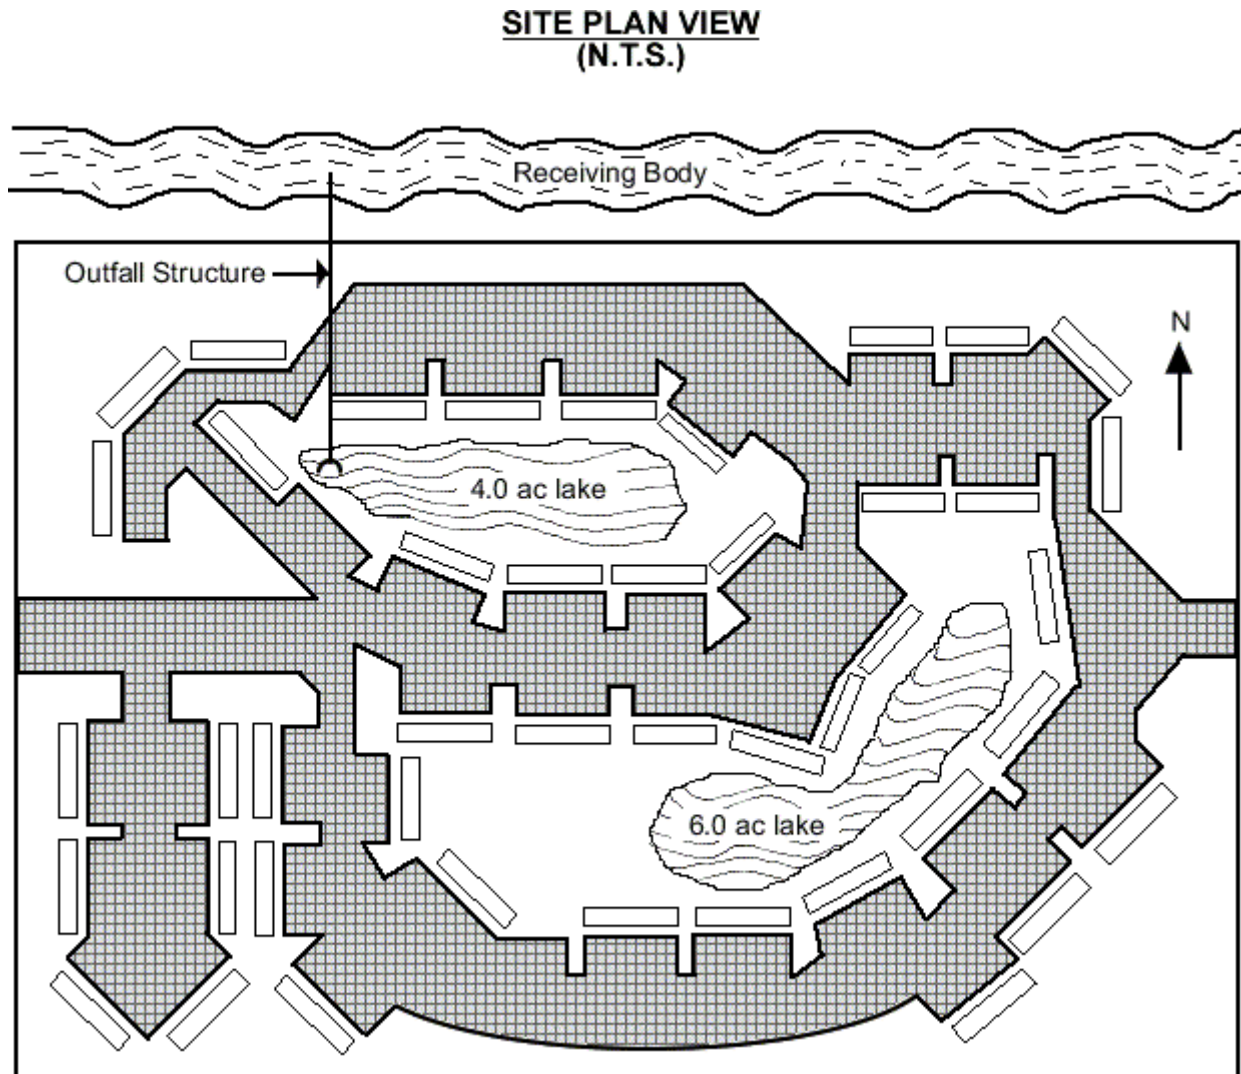 SITE PLAN VIEW
(N.T.S.)
Receiving Body
Outfall Structure
N
4.0 ac lake
6.0 ac lake